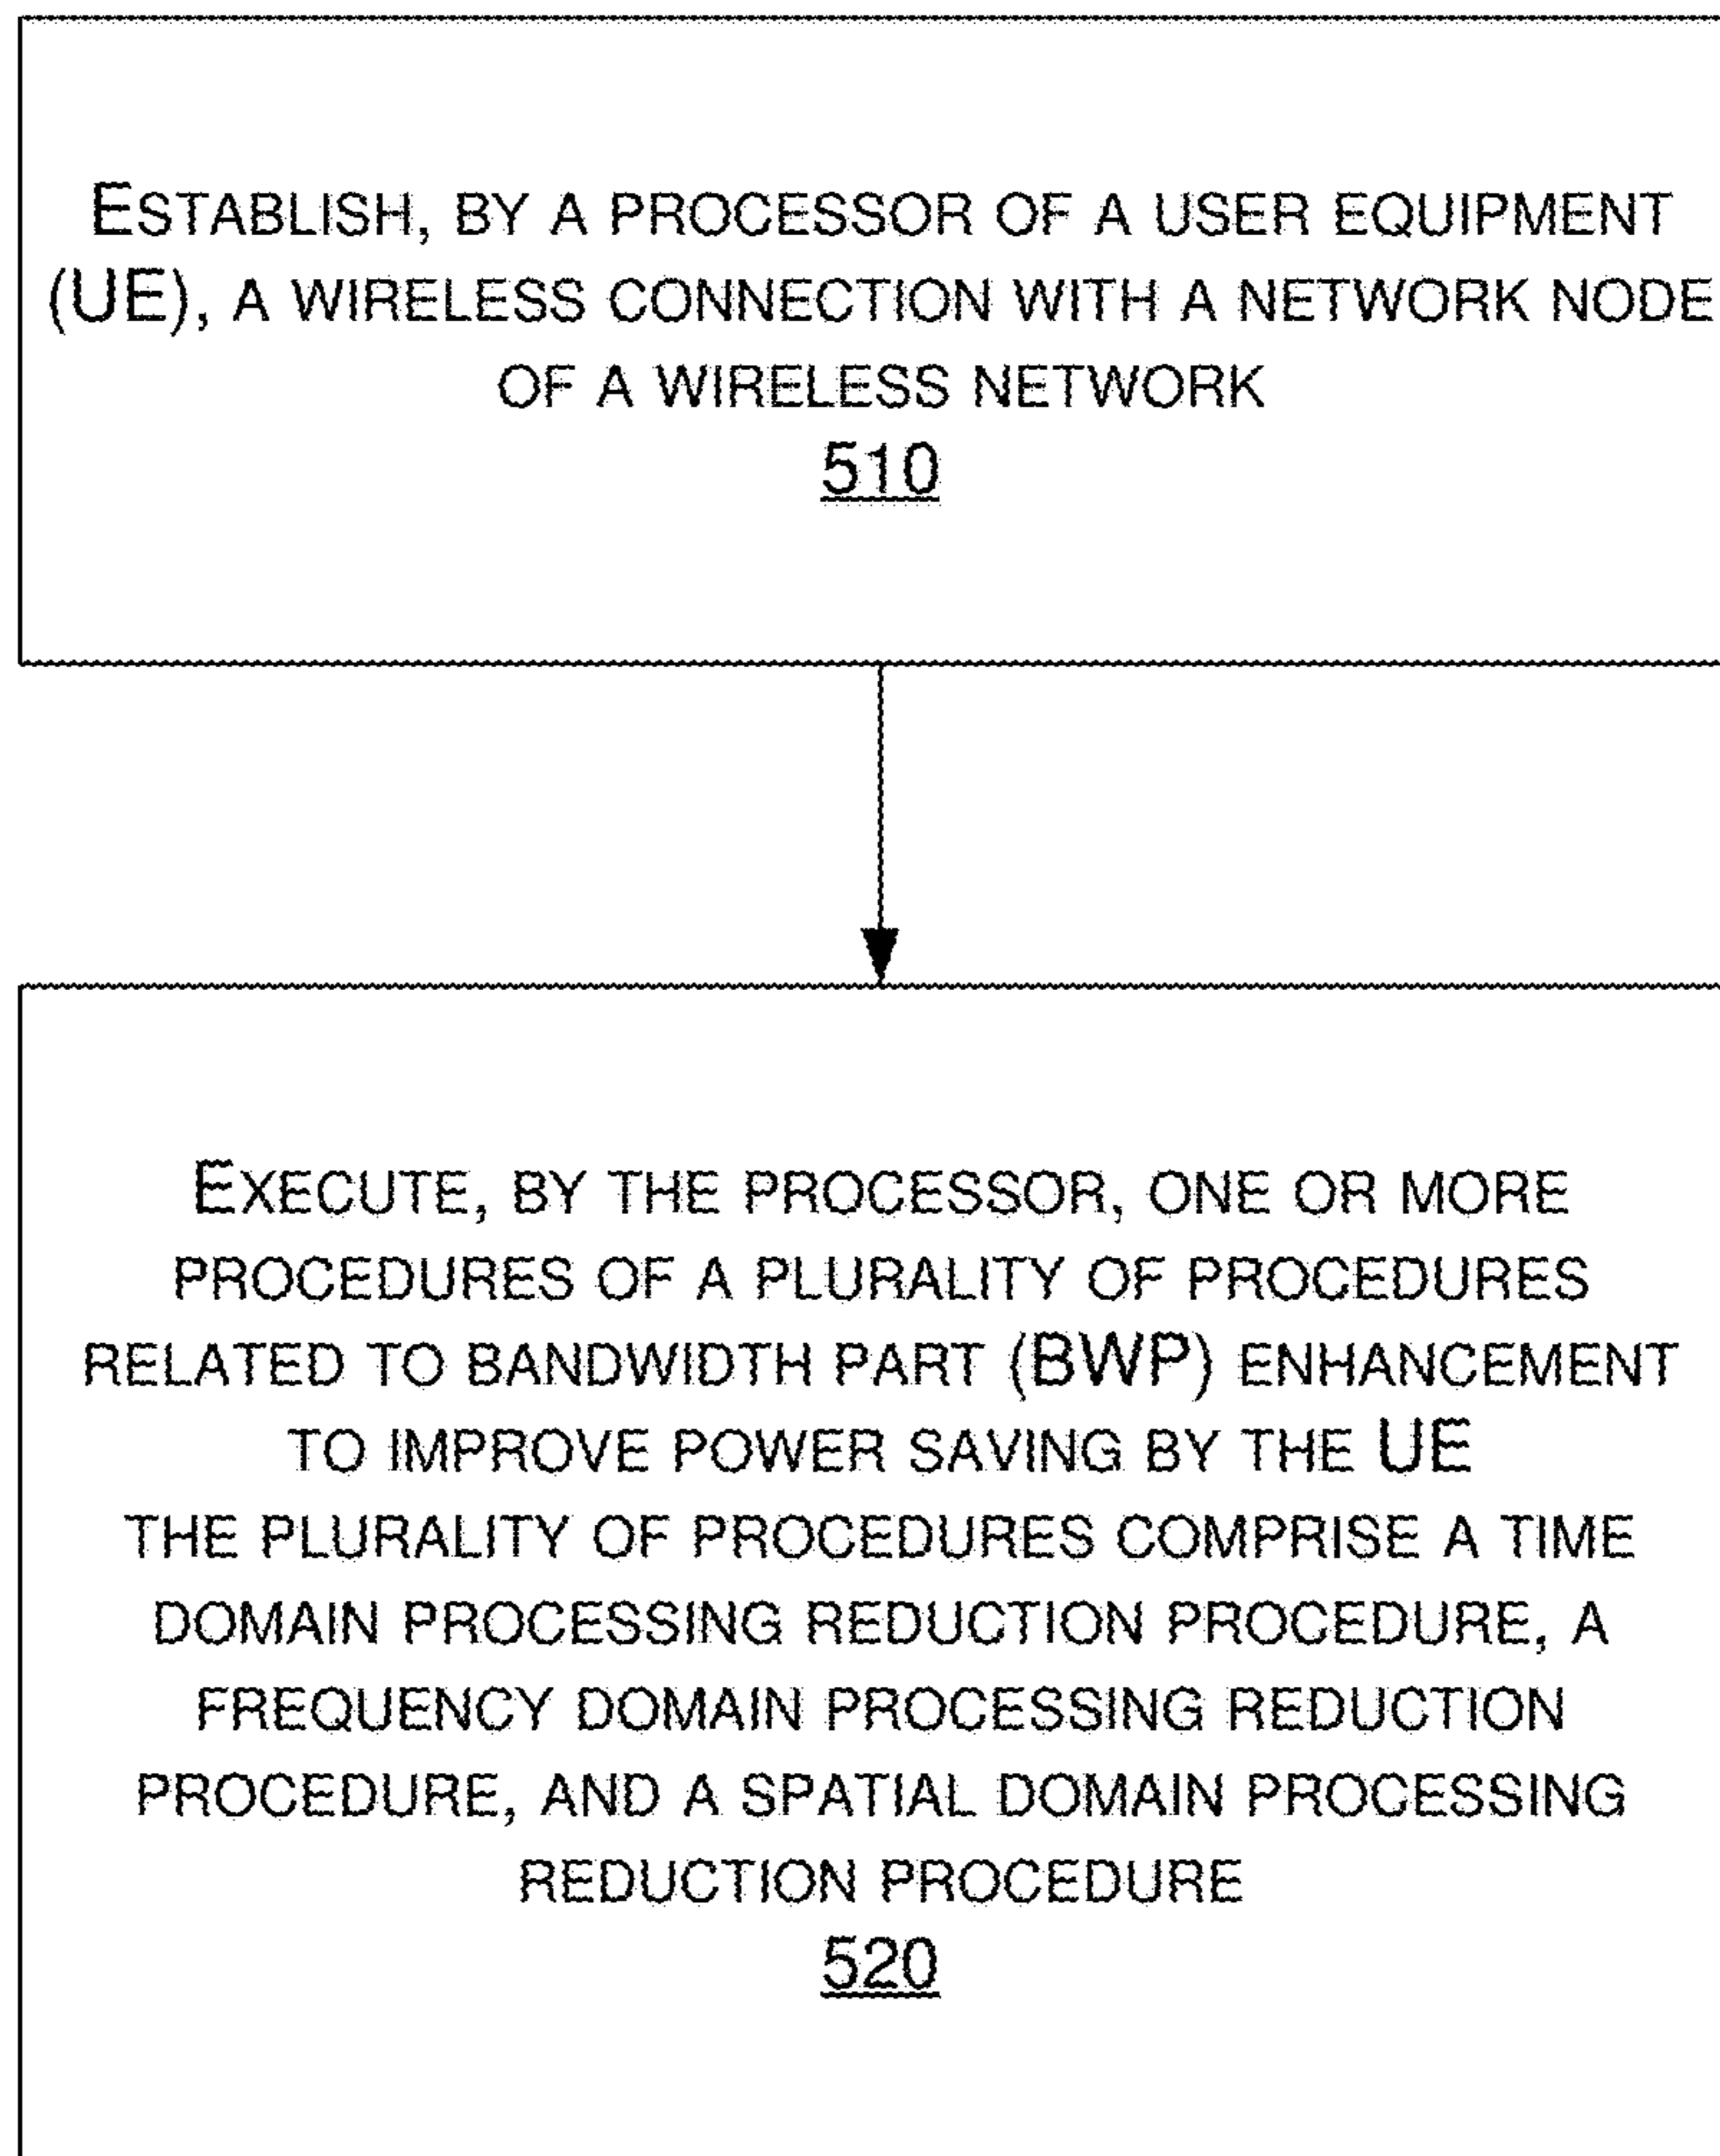 ESTABLISH, BY A PROCESSOR OF A USER EQUIPMENT
(UE), A WIRELESS CONNECTION WITH A NETWORK NODE
OF A WIRELESS NETWORK
510
EXECUTE, BY THE PROCESSOR, ONE OR MORE
PROCEDURES OF A PLURALITY OF PROCEDURES
RELATED TO BANDWIDTH PART (BWP) ENHANCEMENT
TO IMPROVE POWER SAVING BY THE UE
THE PLURALITY OF PROCEDURES COMPRISE A TIME
DOMAIN PROCESSING REDUCTION PROCEDURE, A
FREQUENCY DOMAIN PROCESSING REDUCTION
PROCEDURE, AND A SPATIAL DOMAIN PROCESSING
REDUCTION PROCEDURE
520